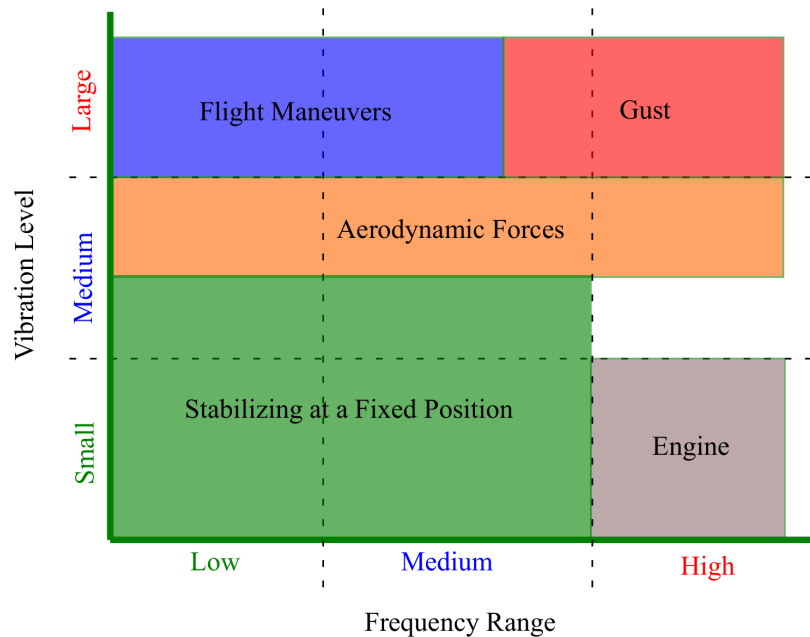 Large
Flight Maneuvers
Gust
Vibration Level
Medium
Aerodynamic Forces
Small
Stabilizing at a Fixed Position
Engine
Low
Medium
High
Frequency Range